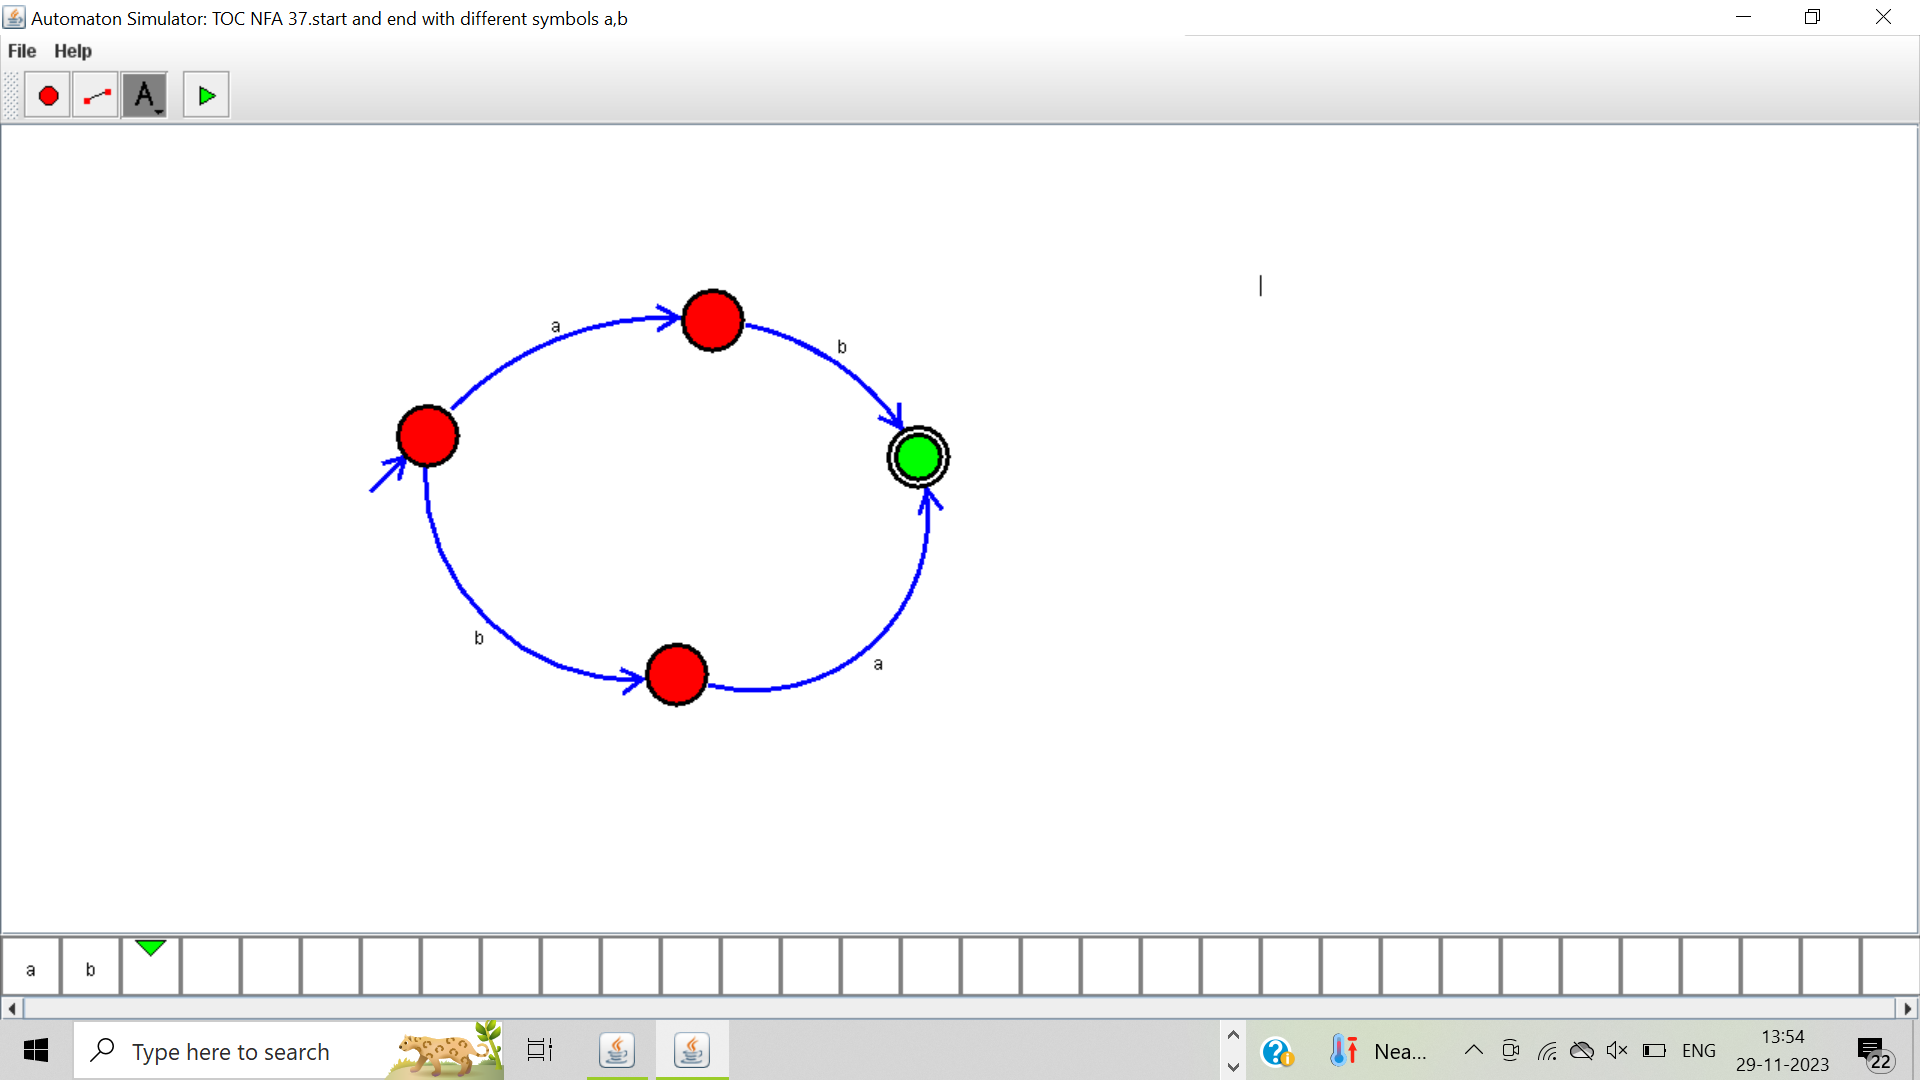 Automaton Simulator: TOC NFA 37.start and end with different symbols a,b
File Help
A
a
b
b
a
a b
Type here to search
Nea...
ENG
13:54
29-11-2023
22